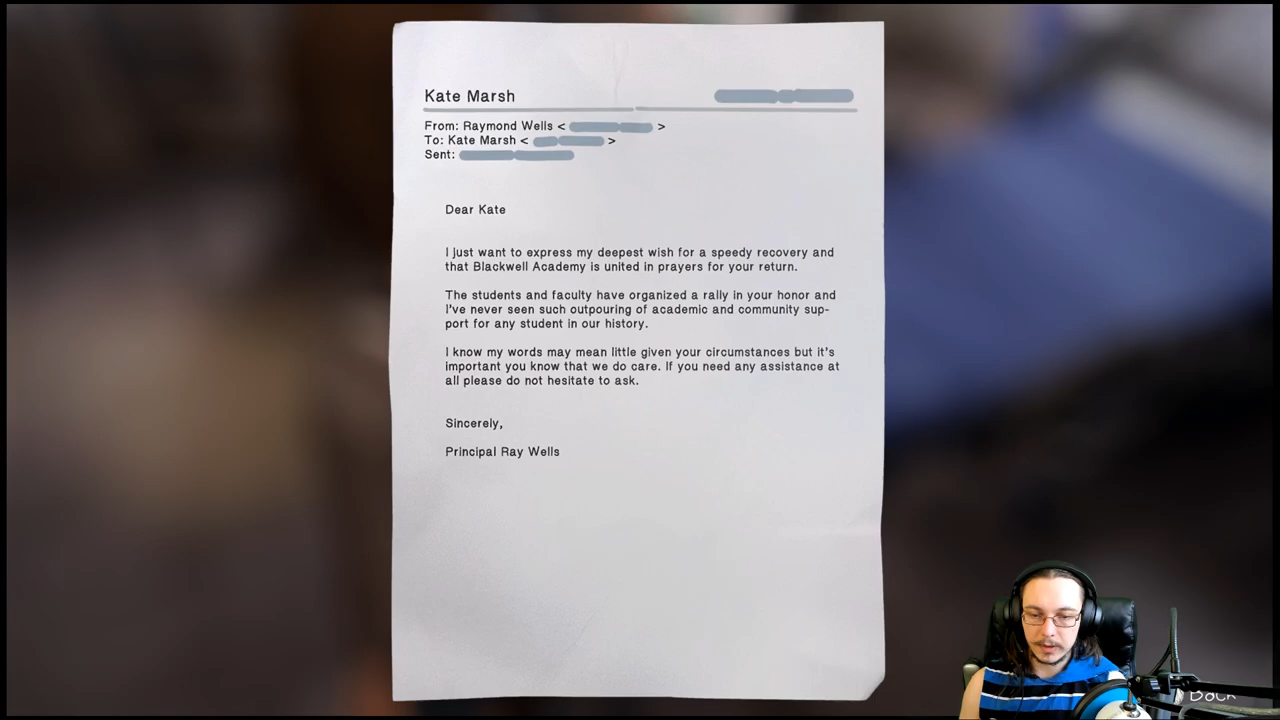 Kate Marsh
From: Raymond Wells < >
To: Kate Marsh < >
Sent:
Dear Kate
I just want to express my deepest wish for a speedy recovery and
that Blackwell Academy is united in prayers for your return.
The students and faculty have organized a rally in your honor and
I've never seen such outpouring of academic and community sup-
port for any student in our history.
I know my words may mean little given your circumstances but it's
important you know that we do care. If you need any assistance at
all please do not hesitate to ask.
Sincerely,
Principal Ray Wells
Back